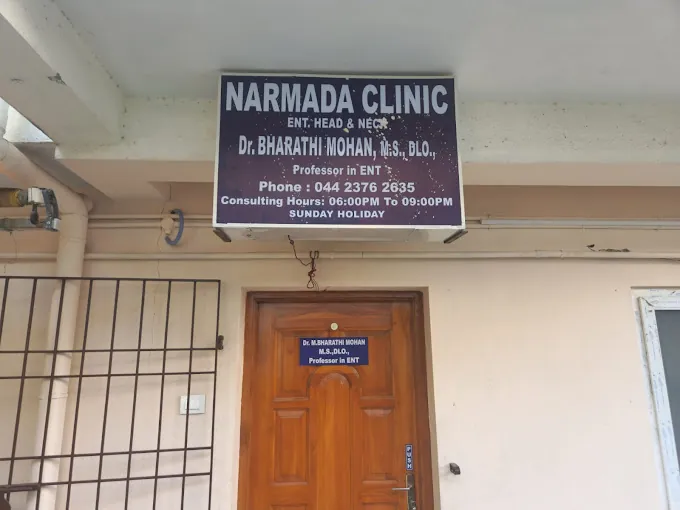 NARMADA CLINIC
ENT. HEAD & NECK
Dr. BHARATHI MOHAN, M.S., DLO.,
Professor in ENT
Phone : 044 2376 2635
Consulting Hours: 06:00PM To 09:00PM
SUNDAY HOLIDAY
Dr. M.BHARATHI MOHAN
M.S.,DLO.,
Professor in ENT
PUSH